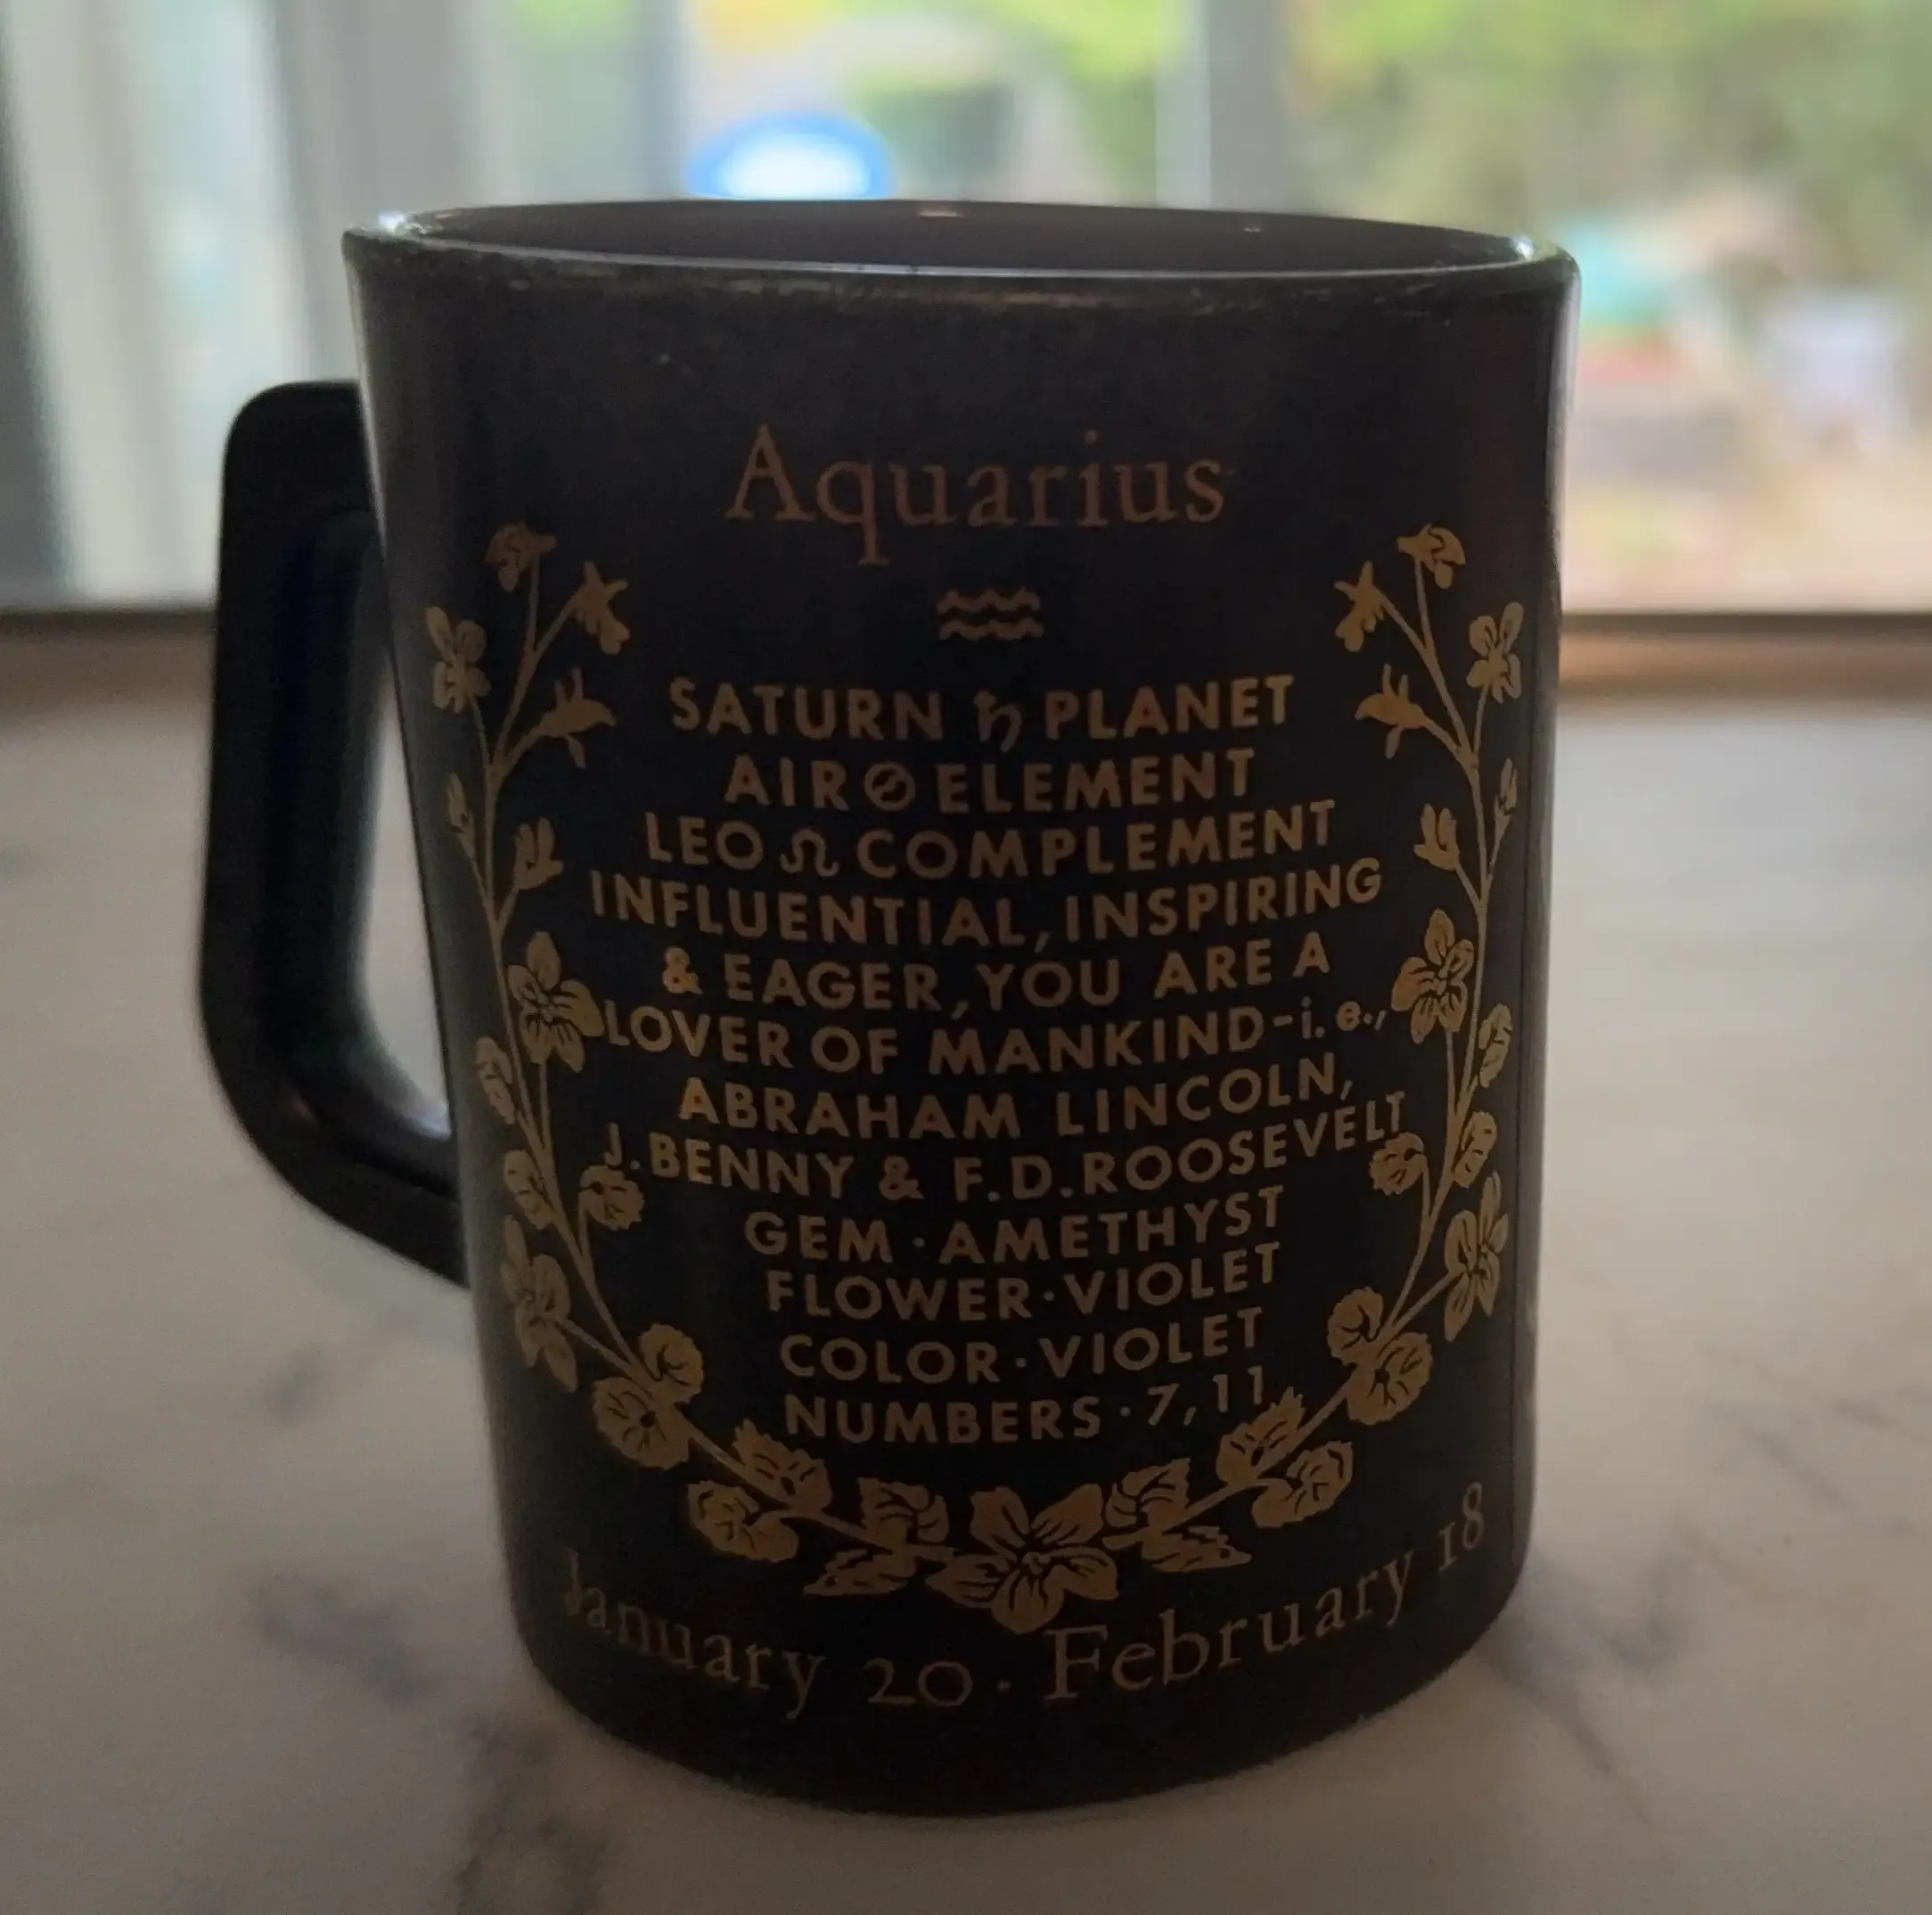 Aquarius
♒
SATURN ♄ PLANET
AIR ⊘ ELEMENT
LEO ♌ COMPLEMENT
INFLUENTIAL, INSPIRING
& EAGER, YOU ARE A
LOVER OF MANKIND-i.e.,
ABRAHAM LINCOLN,
J. BENNY & F.D. ROOSEVELT
GEM · AMETHYST
FLOWER · VIOLET
COLOR · VIOLET
NUMBERS · 7, 11
January 20 · February 18